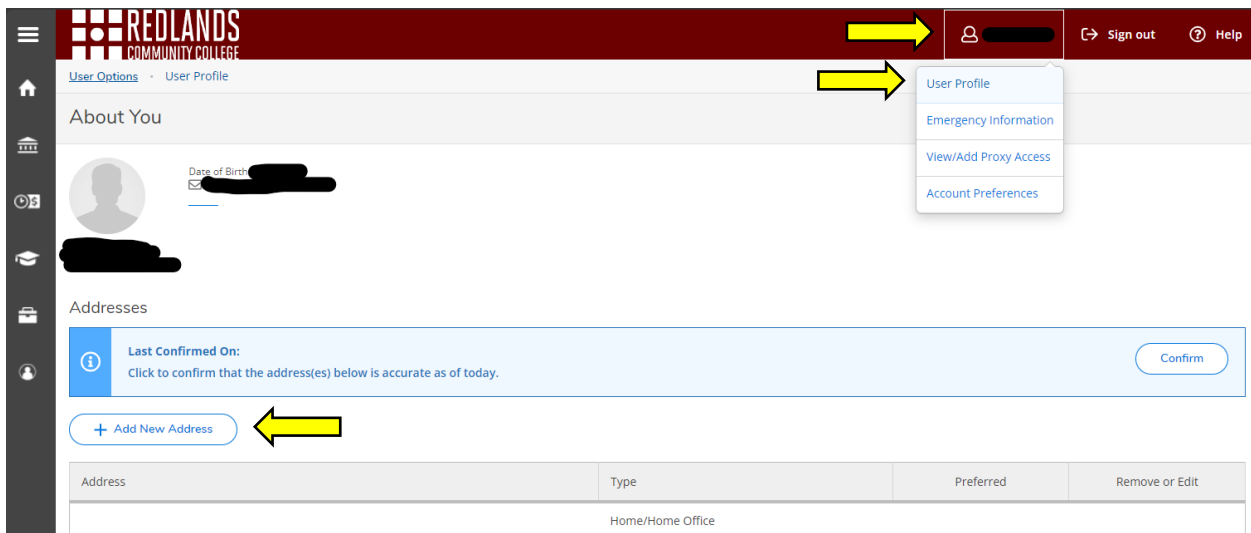 REDLANDS
COMMUNITY COLLEGE
Sign out
Help
User Options · User Profile
User Profile
Emergency Information
View/Add Proxy Access
Account Preferences
About You
Date of Birth
Addresses
Last Confirmed On:
Click to confirm that the address(es) below is accurate as of today.
Confirm
+ Add New Address
Address Type Preferred Remove or Edit
Home/Home Office